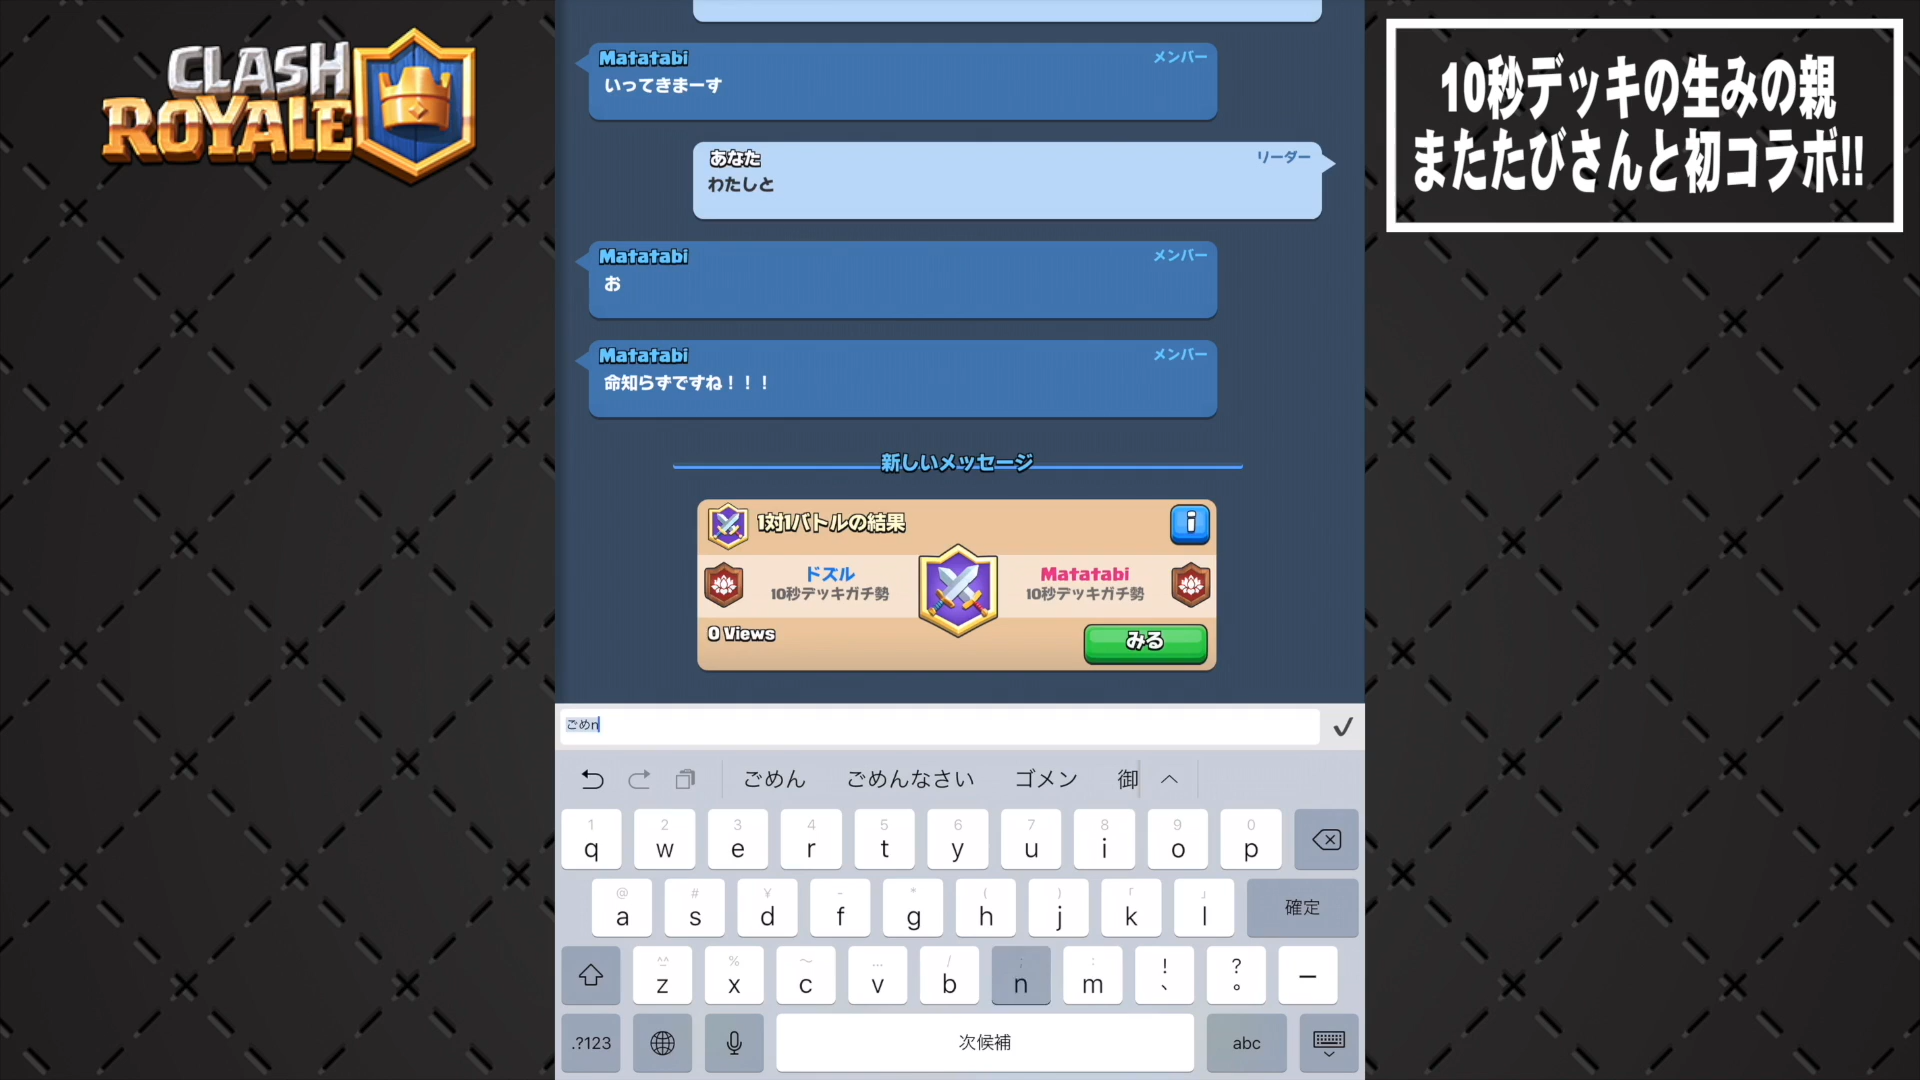 CLASH
ROYALE
10秒デッキの生みの親
またたびさんと初コラボ!!
Matatabi
メンバー
いってきまーす
あなた
リーダー
わたしと
Matatabi
メンバー
お
Matatabi
メンバー
命知らずですね！！！
新しいメッセージ
1対1バトルの結果
i
ドズル
10秒デッキガチ勢
Matatabi
10秒デッキガチ勢
0 Views
みる
ごめn
ごめん ごめんなさい ゴメン 御
1 2 3 4 5 6 7 8 9 0
q w e r t y u i o p
@ # ¥ - * ( ) 「 」
a s d f g h j k l 確定
^^ % 〜 … / ; :
z x c v b n m ! 、 ? 。 ー
.?123 次候補 abc